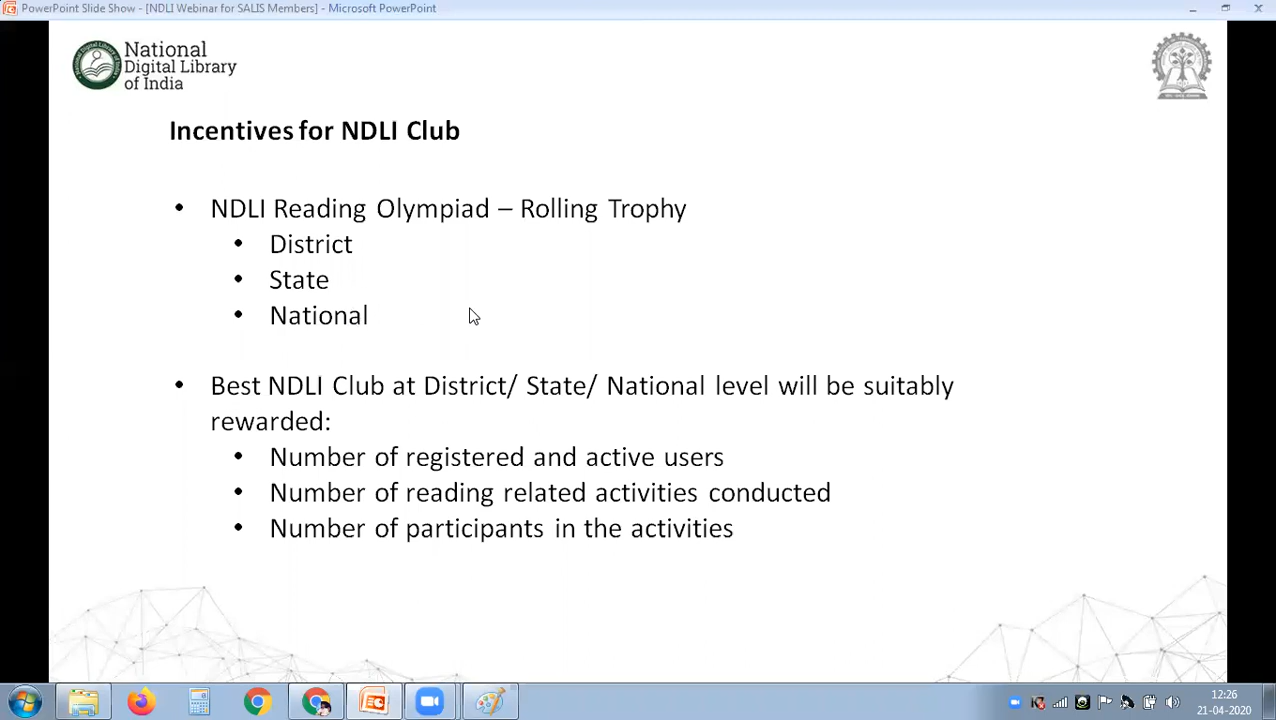 PowerPoint Slide Show - [NDLI Webinar for SALIS Members] - Microsoft PowerPoint
National
Digital Library
of India
Incentives for NDLI Club
• NDLI Reading Olympiad – Rolling Trophy
• District
• State
• National
• Best NDLI Club at District/ State/ National level will be suitably
rewarded:
• Number of registered and active users
• Number of reading related activities conducted
• Number of participants in the activities
12:26
21-04-2020